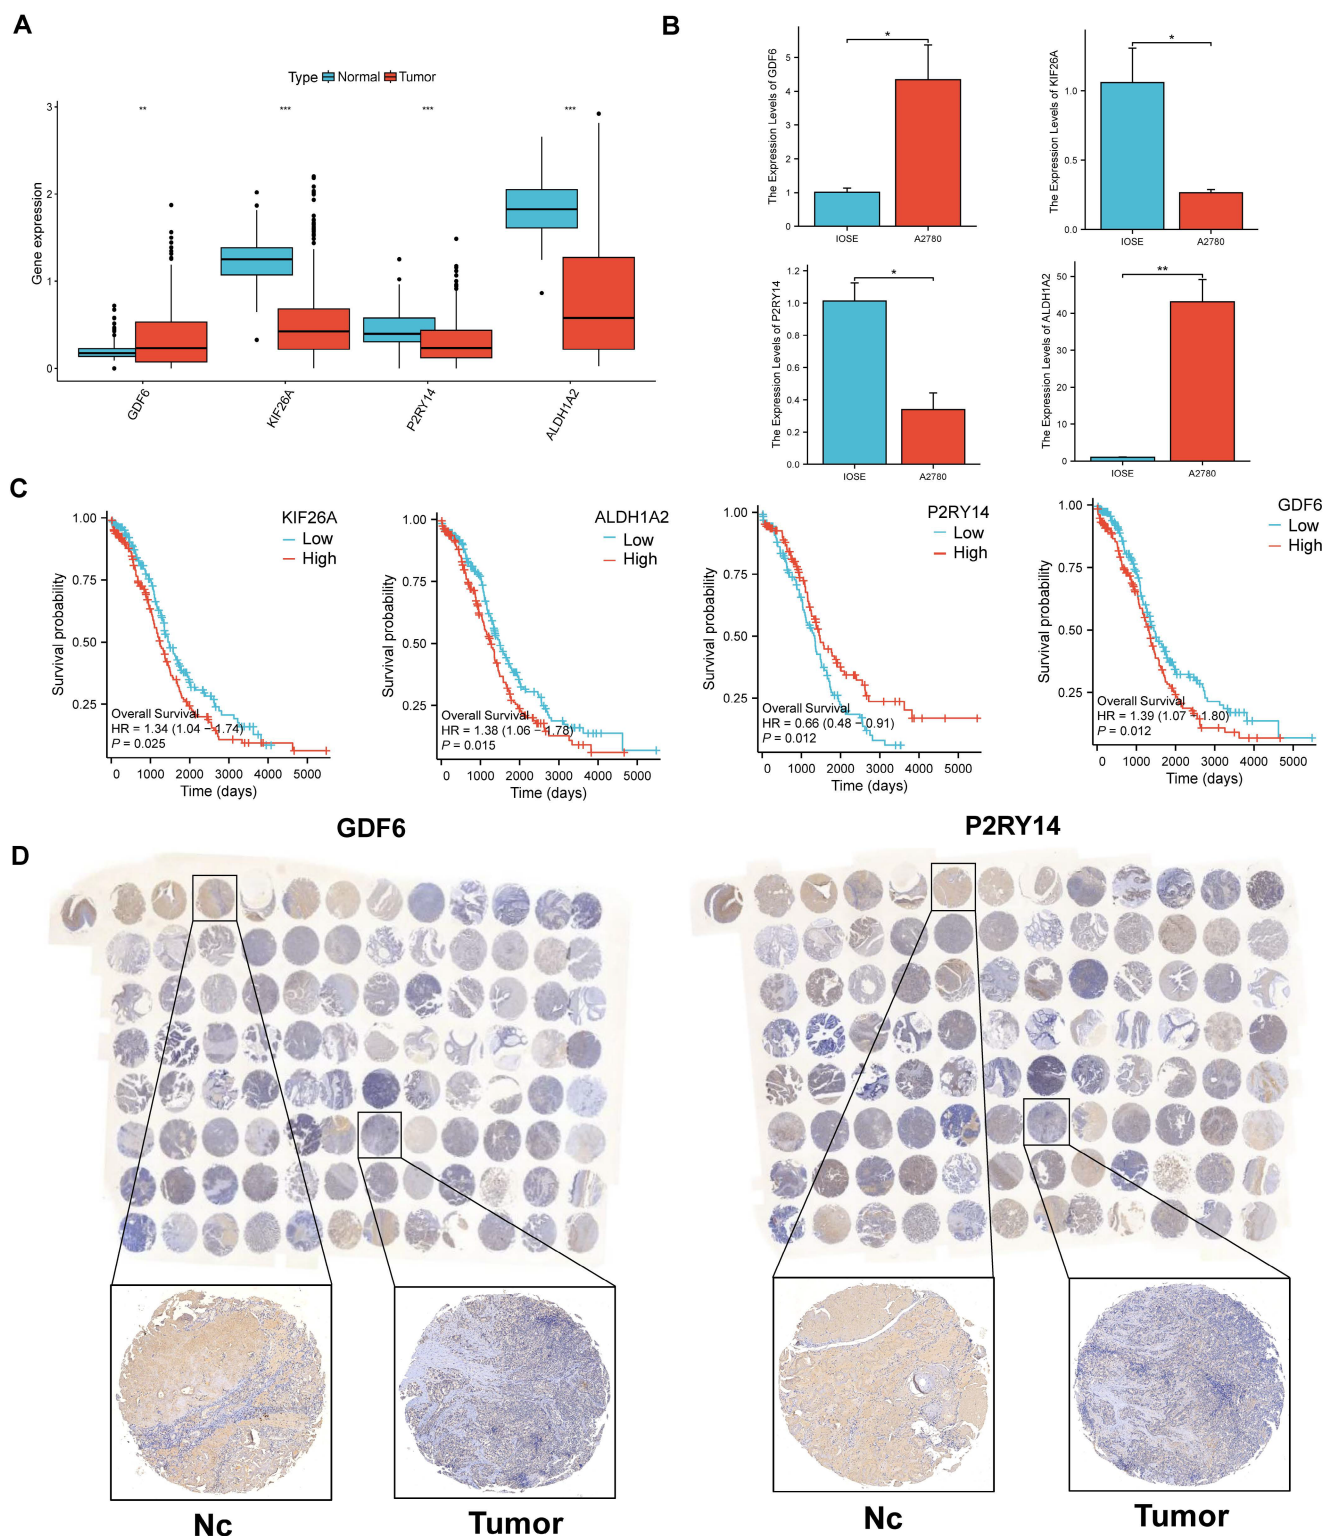 A
Type Normal Tumor
** *** *** ***
Gene expression
3
2
1
0
GDF6
KIF26A
P2RY14
ALDH1A2
B
The Expression Levels of GDF6
5
4
3
2
1
0
*
IOSE A2780
The Expression Levels of KIF26A
1.0
0.5
0.0
*
IOSE A2780
The Expression Levels of P2RY14
1.2
1.0
0.8
0.6
0.4
0.2
0.0
*
IOSE A2780
The Expression Levels of ALDH1A2
50
40
30
20
10
0
**
IOSE A2780
C
KIF26A
Low
High
Survival probability
1.00
0.75
0.50
0.25
Overall Survival
HR = 1.34 (1.04 − 1.74)
P = 0.025
0 1000 2000 3000 4000 5000
Time (days)
ALDH1A2
Low
High
Survival probability
1.00
0.75
0.50
0.25
Overall Survival
HR = 1.38 (1.06 − 1.78)
P = 0.015
0 1000 2000 3000 4000 5000
Time (days)
P2RY14
Low
High
Survival probability
1.00
0.75
0.50
0.25
Overall Survival
HR = 0.66 (0.48 − 0.91)
P = 0.012
0 1000 2000 3000 4000 5000
Time (days)
GDF6
Low
High
Survival probability
1.00
0.75
0.50
0.25
Overall Survival
HR = 1.39 (1.07 − 1.80)
P = 0.012
0 1000 2000 3000 4000 5000
Time (days)
D
GDF6
P2RY14
Nc
Tumor
Nc
Tumor